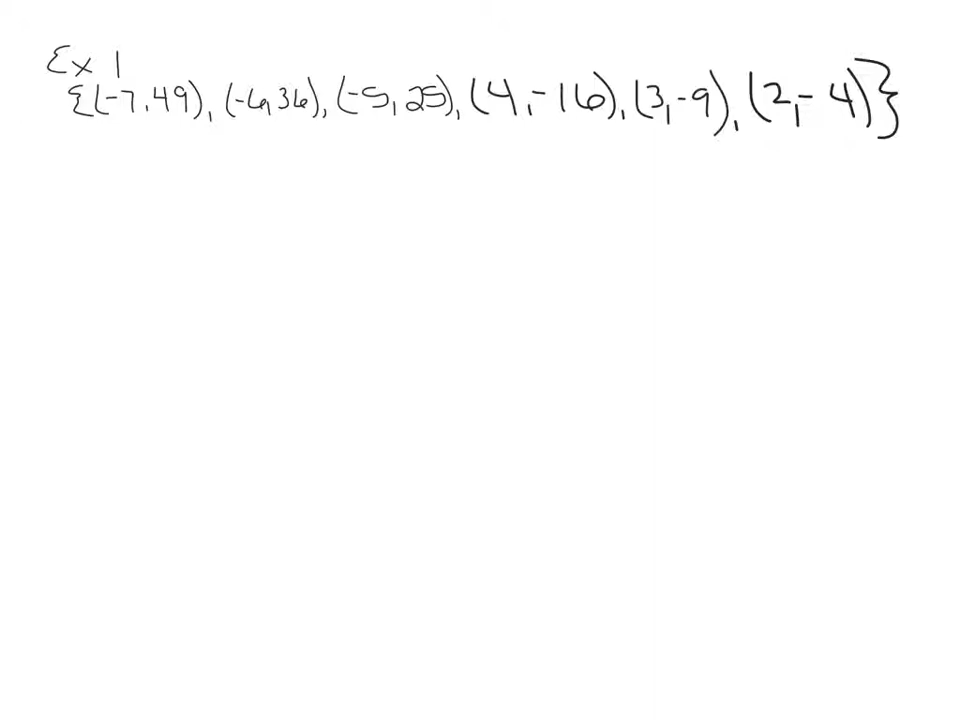 Ex 1
{(-7,49), (-6,36), (-5,25), (4,-16), (3,-9), (2,-4)}